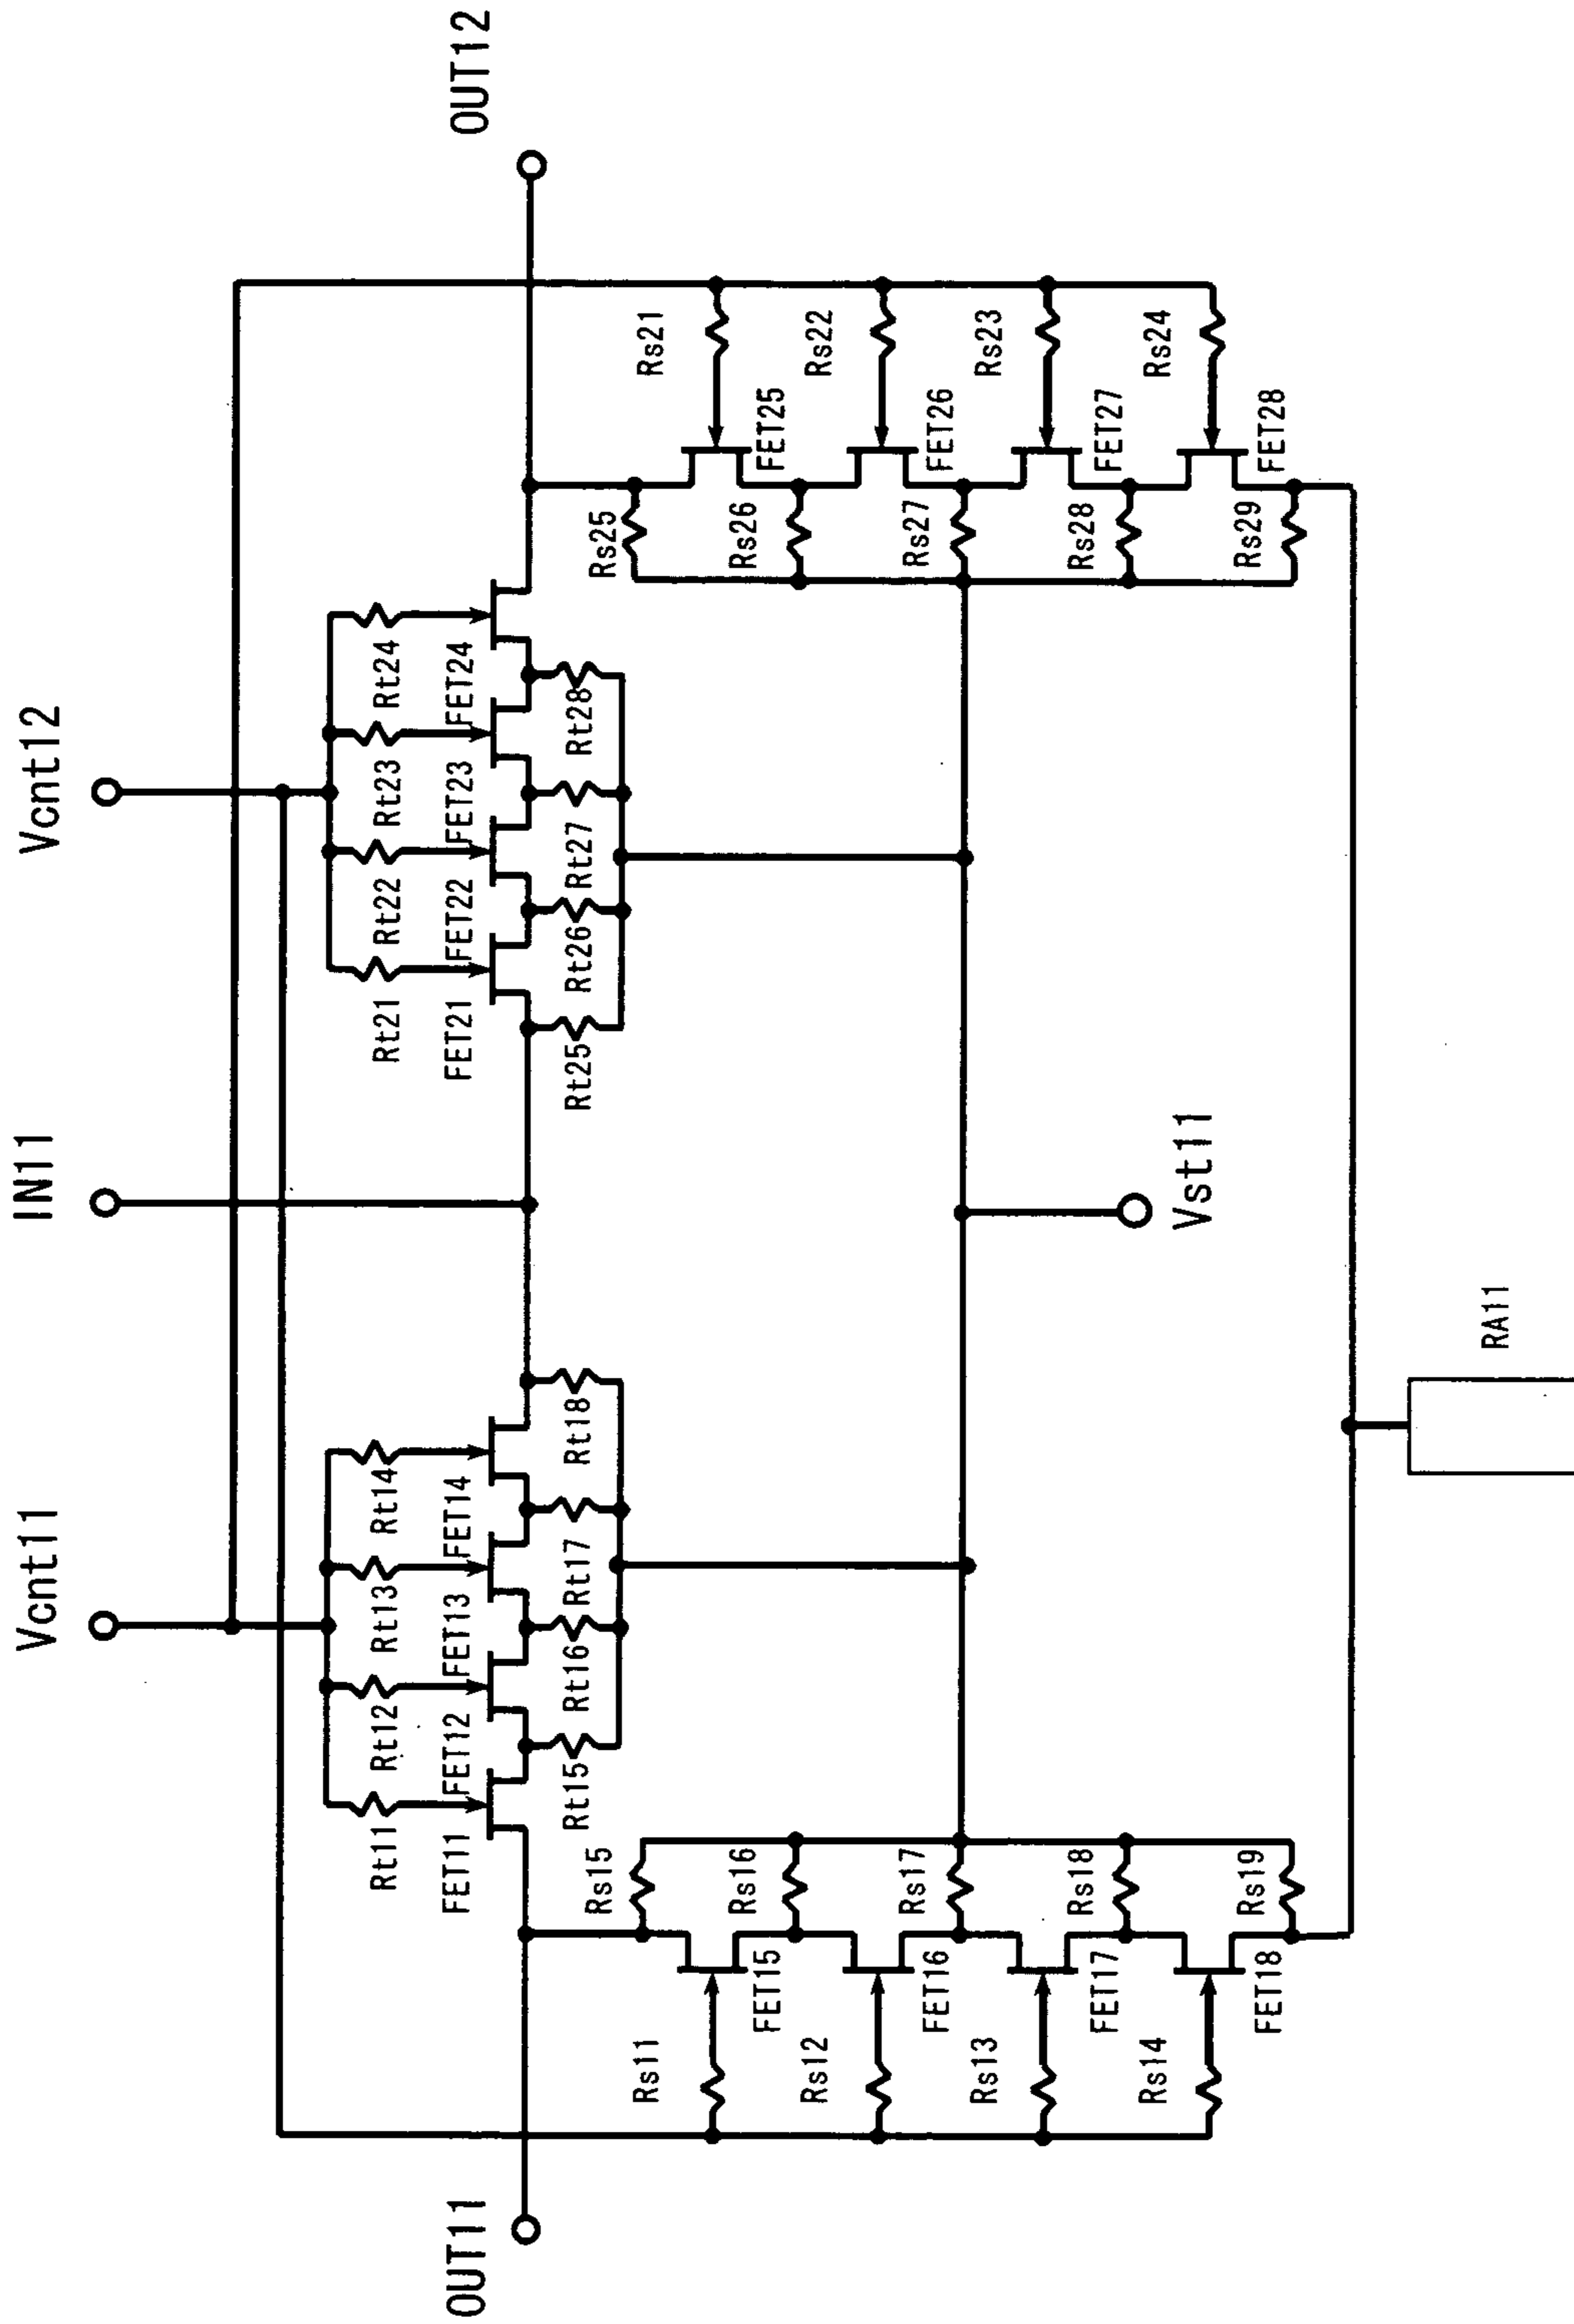 Vcnt11
IN11
Vcnt12
OUT11
OUT12
Rt11
Rt12
Rt13
Rt14
Rt21
Rt22
Rt23
Rt24
FET11
FET12
FET13
FET14
FET21
FET22
FET23
FET24
Rt15
Rt16
Rt17
Rt18
Rt25
Rt26
Rt27
Rt28
Rs15
Rs25
Rs11
Rs21
Rs16
Rs26
FET15
FET25
Rs12
Rs22
Rs17
Rs27
FET16
FET26
Rs13
Rs23
Rs18
Rs28
FET17
FET27
Rs14
Rs24
Rs19
Rs29
FET18
FET28
Vst11
RA11